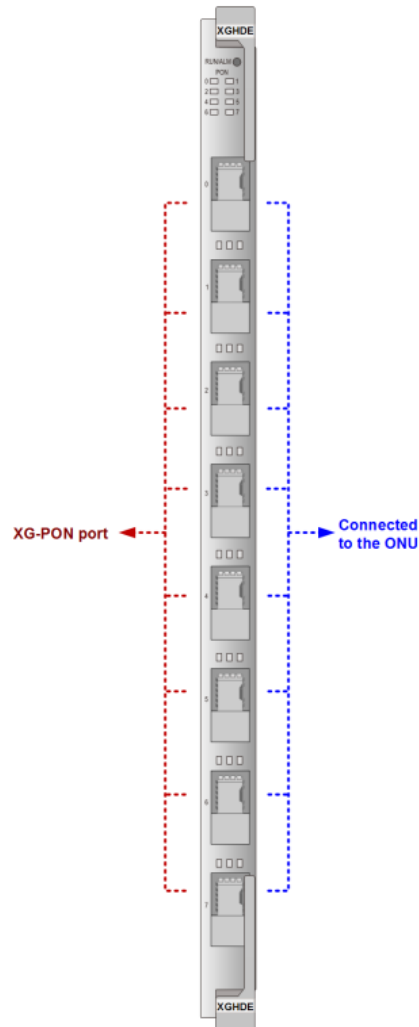 XGHDE
RUN/ALM
PON
0 1
2 3
4 5
6 7
0
1
2
3
XG-PON port
Connected
to the ONU
4
5
6
7
XGHDE